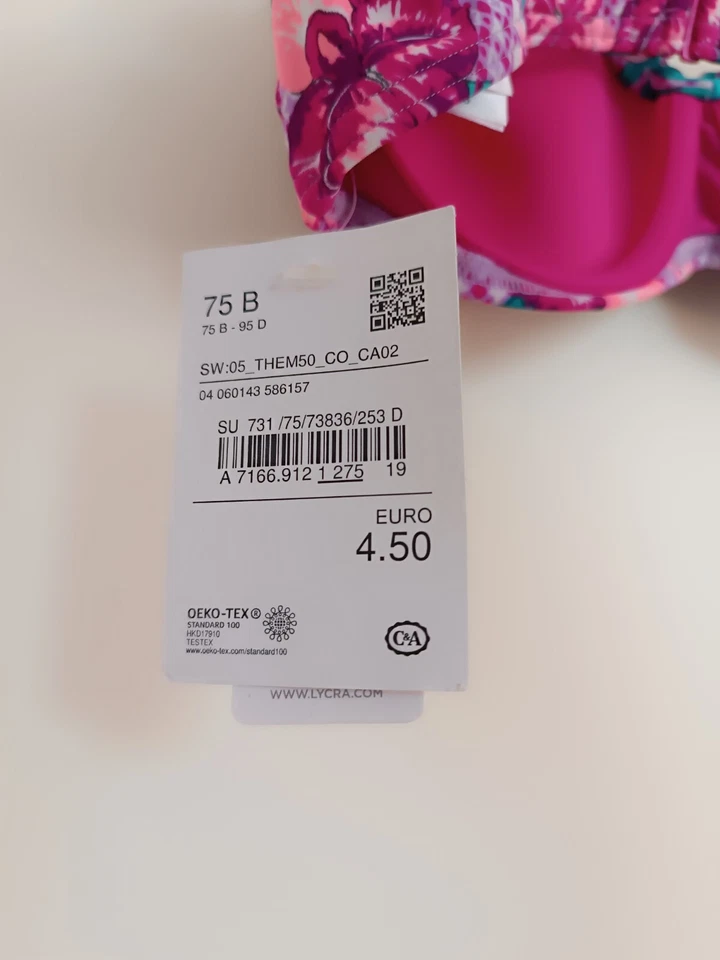 75 B
75 B - 95 D
SW:05_THEM50_CO_CA02
04 060143 586157
SU 731 /75/73836/253 D
A 7166.912 1 275 19
EURO
4.50
OEKO-TEX®
STANDARD 100
HKD17910
TESTEX
www.oeko-tex.com/standard100
C&A
WWW.LYCRA.COM